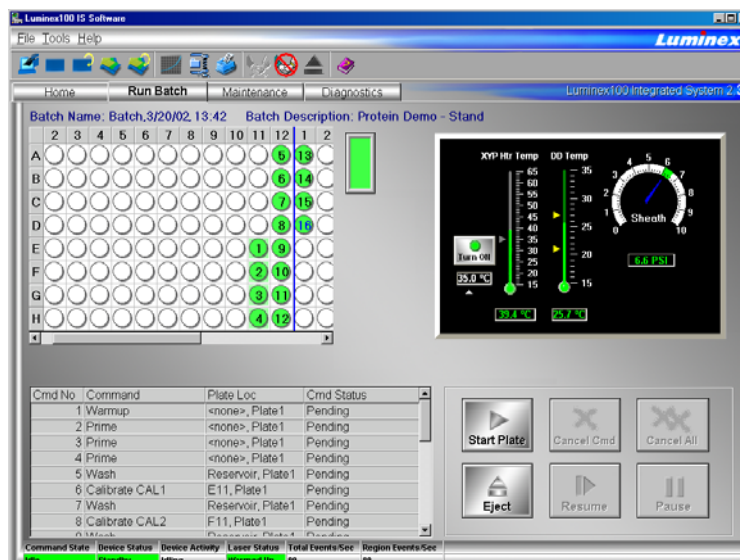 Luminex100 IS Software
File Tools Help
Luminex
Home Run Batch Maintenance Diagnostics Luminex100 Integrated System 2.3
Batch Name: Batch,3/20/02, 13:42 Batch Description: Protein Demo - Stand
2 3 4 5 6 7 8 9 10 11 12 1 2
A 5 13
B 6 14
C 7 15
D 8 16
E 1 9
F 2 10
G 3 11
H 4 12
XYP Htr Temp DD Temp
65
60
55
50
45
40
35
30
25
20
15
35
30
25
20
15
0 1 2 3 4 5 6 7 8 9 10
Sheath
Turn Off
35.0 °C
39.4 °C
25.7 °C
6.6 PSI
Cmd No Command Plate Loc Cmd Status
1 Warmup <none>, Plate1 Pending
2 Prime <none>, Plate1 Pending
3 Prime <none>, Plate1 Pending
4 Prime <none>, Plate1 Pending
5 Wash Reservoir, Plate1 Pending
6 Calibrate CAL1 E11, Plate1 Pending
7 Wash Reservoir, Plate1 Pending
8 Calibrate CAL2 F11, Plate1 Pending
Start Plate Cancel Cmd Cancel All
Eject Resume Pause
Command State Device Status Device Activity Laser Status Total Events/Sec Region Events/Sec